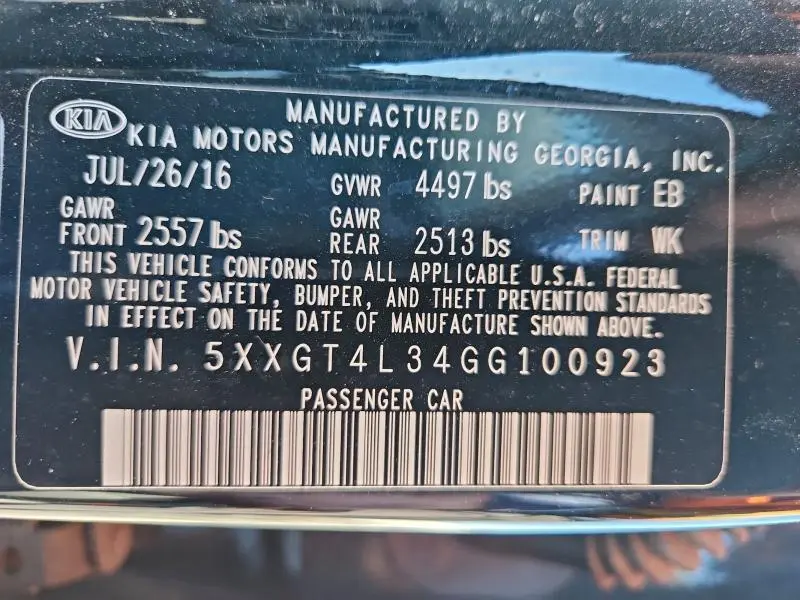 KIA
MANUFACTURED BY
KIA MOTORS MANUFACTURING GEORGIA, INC.
JUL/26/16 GVWR 4497 lbs PAINT EB
GAWR FRONT 2557 lbs GAWR REAR 2513 lbs TRIM WK
THIS VEHICLE CONFORMS TO ALL APPLICABLE U.S.A. FEDERAL
MOTOR VEHICLE SAFETY, BUMPER, AND THEFT PREVENTION STANDARDS
IN EFFECT ON THE DATE OF MANUFACTURE SHOWN ABOVE.
V.I.N. 5XXGT4L34GG100923
PASSENGER CAR